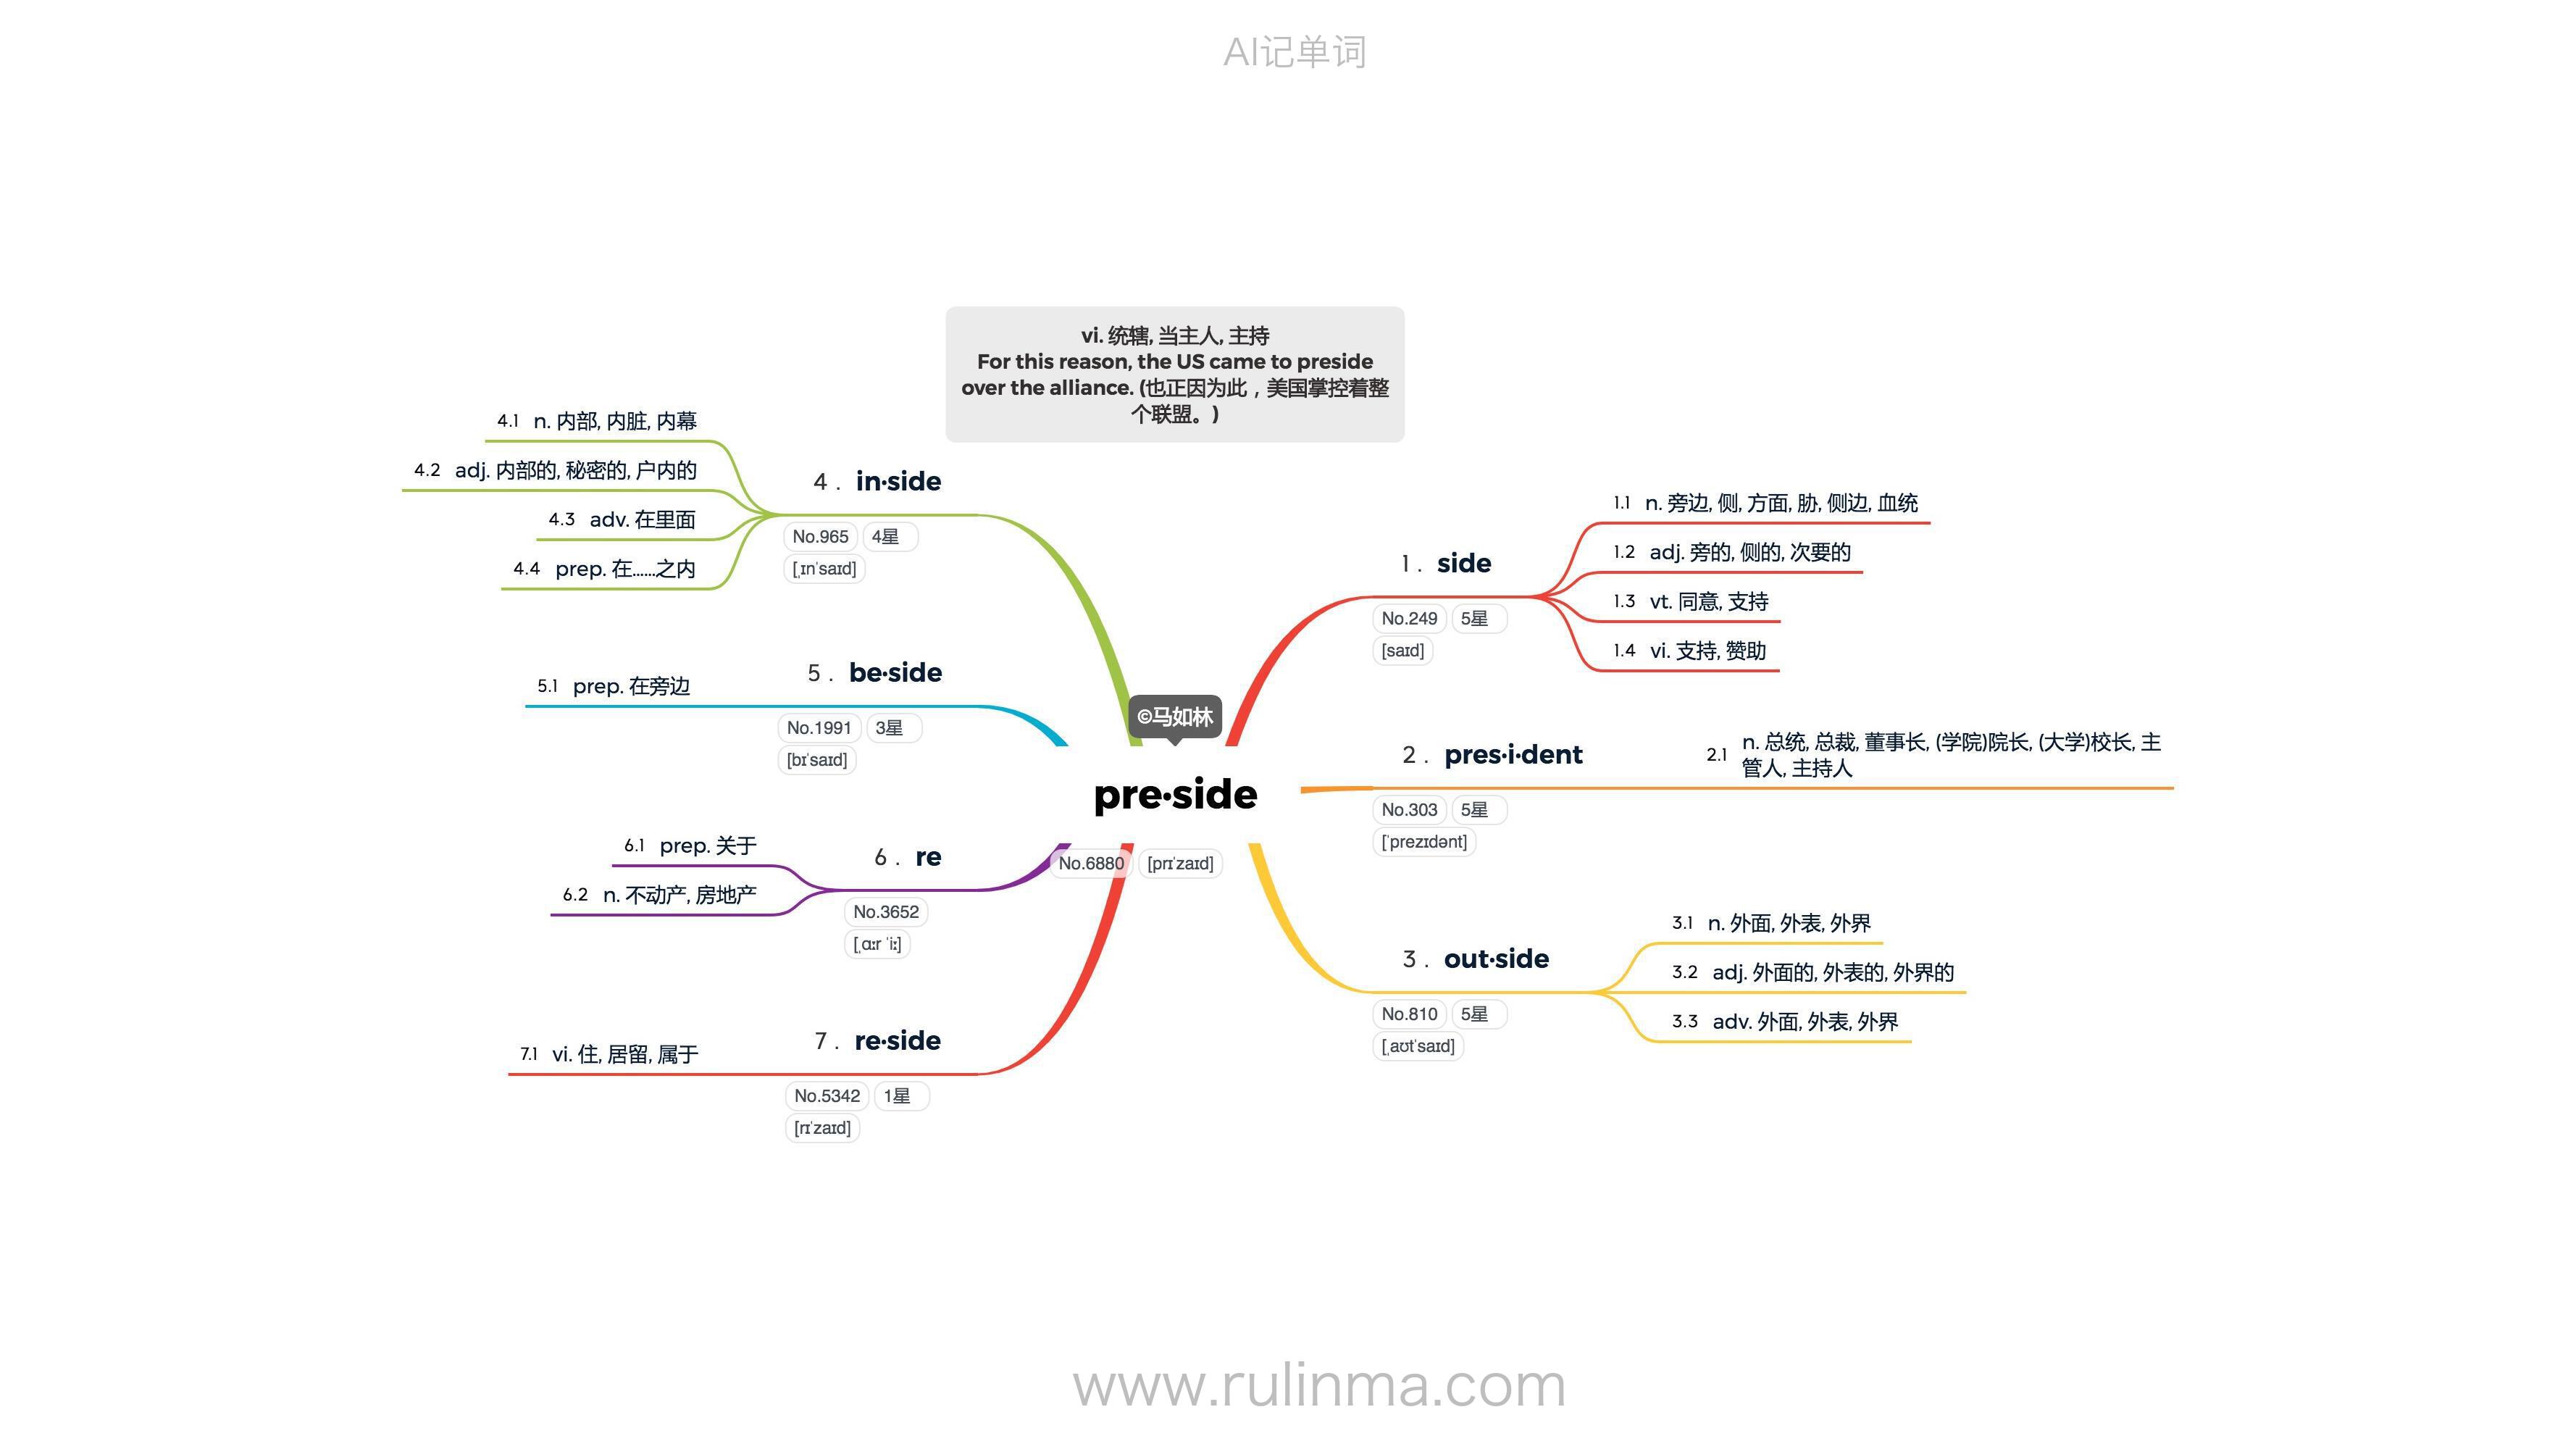 AI记单词
vi. 统辖, 当主人, 主持
For this reason, the US came to preside
over the alliance. (也正因为此，美国掌控着整
个联盟。)
©马如林
pre·side
No.6880 [prɪˈzaɪd]
1. side
No.249 5星
[saɪd]
1.1 n. 旁边, 侧, 方面, 胁, 侧边, 血统
1.2 adj. 旁的, 侧的, 次要的
1.3 vt. 同意, 支持
1.4 vi. 支持, 赞助
2. pres·i·dent
No.303 5星
[ˈprezɪdənt]
2.1 n. 总统, 总裁, 董事长, (学院)院长, (大学)校长, 主
管人, 主持人
3. out·side
No.810 5星
[ˌaʊtˈsaɪd]
3.1 n. 外面, 外表, 外界
3.2 adj. 外面的, 外表的, 外界的
3.3 adv. 外面, 外表, 外界
4. in·side
No.965 4星
[ˌɪnˈsaɪd]
4.1 n. 内部, 内脏, 内幕
4.2 adj. 内部的, 秘密的, 户内的
4.3 adv. 在里面
4.4 prep. 在……之内
5. be·side
No.1991 3星
[bɪˈsaɪd]
5.1 prep. 在旁边
6. re
No.3652
[ˌɑːr ˈiː]
6.1 prep. 关于
6.2 n. 不动产, 房地产
7. re·side
No.5342 1星
[rɪˈzaɪd]
7.1 vi. 住, 居留, 属于
www.rulinma.com